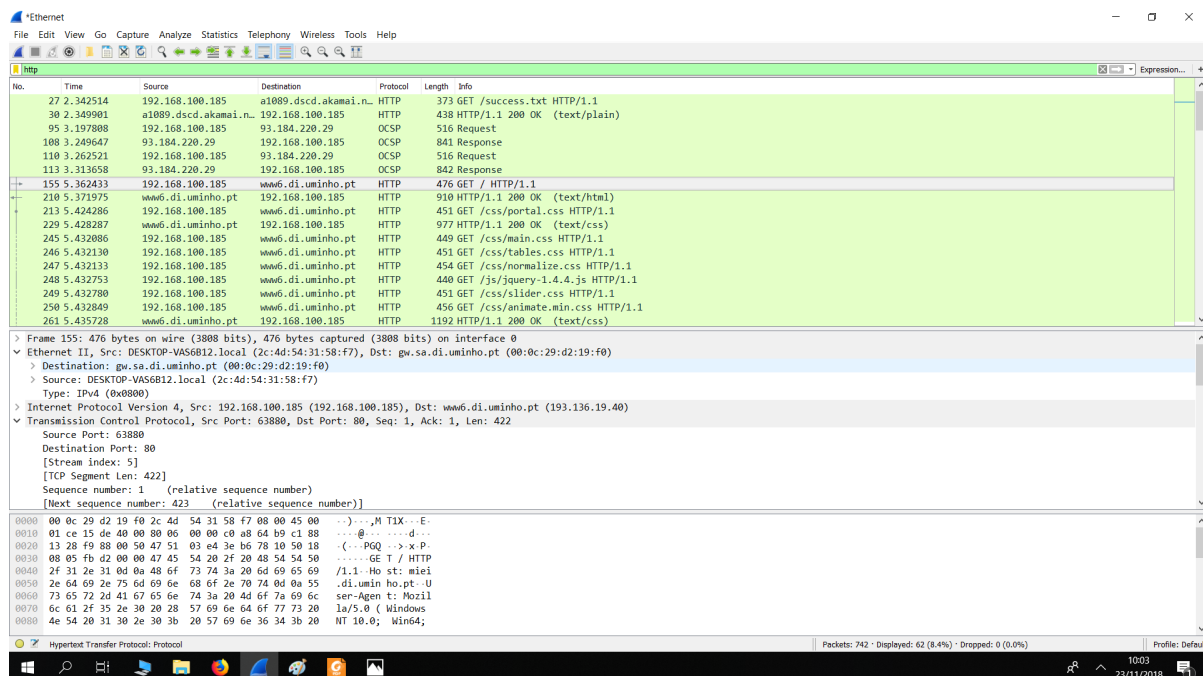 *Ethernet
File Edit View Go Capture Analyze Statistics Telephony Wireless Tools Help
http Expression... +
No. Time Source Destination Protocol Length Info
27 2.342514 192.168.100.185 a1089.dscd.akamai.n… HTTP 373 GET /success.txt HTTP/1.1
30 2.349901 a1089.dscd.akamai.n… 192.168.100.185 HTTP 438 HTTP/1.1 200 OK (text/plain)
95 3.197808 192.168.100.185 93.184.220.29 OCSP 516 Request
108 3.249647 93.184.220.29 192.168.100.185 OCSP 841 Response
110 3.262521 192.168.100.185 93.184.220.29 OCSP 516 Request
113 3.313658 93.184.220.29 192.168.100.185 OCSP 842 Response
155 5.362433 192.168.100.185 www6.di.uminho.pt HTTP 476 GET / HTTP/1.1
210 5.371975 www6.di.uminho.pt 192.168.100.185 HTTP 910 HTTP/1.1 200 OK (text/html)
213 5.424286 192.168.100.185 www6.di.uminho.pt HTTP 451 GET /css/portal.css HTTP/1.1
229 5.428287 www6.di.uminho.pt 192.168.100.185 HTTP 977 HTTP/1.1 200 OK (text/css)
245 5.432086 192.168.100.185 www6.di.uminho.pt HTTP 449 GET /css/main.css HTTP/1.1
246 5.432130 192.168.100.185 www6.di.uminho.pt HTTP 451 GET /css/tables.css HTTP/1.1
247 5.432133 192.168.100.185 www6.di.uminho.pt HTTP 454 GET /css/normalize.css HTTP/1.1
248 5.432753 192.168.100.185 www6.di.uminho.pt HTTP 440 GET /js/jquery-1.4.4.js HTTP/1.1
249 5.432780 192.168.100.185 www6.di.uminho.pt HTTP 451 GET /css/slider.css HTTP/1.1
250 5.432849 192.168.100.185 www6.di.uminho.pt HTTP 456 GET /css/animate.min.css HTTP/1.1
261 5.435728 www6.di.uminho.pt 192.168.100.185 HTTP 1192 HTTP/1.1 200 OK (text/css)
Frame 155: 476 bytes on wire (3808 bits), 476 bytes captured (3808 bits) on interface 0
Ethernet II, Src: DESKTOP-VAS6B12.local (2c:4d:54:31:58:f7), Dst: gw.sa.di.uminho.pt (00:0c:29:d2:19:f0)
Destination: gw.sa.di.uminho.pt (00:0c:29:d2:19:f0)
Source: DESKTOP-VAS6B12.local (2c:4d:54:31:58:f7)
Type: IPv4 (0x0800)
Internet Protocol Version 4, Src: 192.168.100.185 (192.168.100.185), Dst: www6.di.uminho.pt (193.136.19.40)
Transmission Control Protocol, Src Port: 63880, Dst Port: 80, Seq: 1, Ack: 1, Len: 422
Source Port: 63880
Destination Port: 80
[Stream index: 5]
[TCP Segment Len: 422]
Sequence number: 1 (relative sequence number)
[Next sequence number: 423 (relative sequence number)]
0000 00 0c 29 d2 19 f0 2c 4d 54 31 58 f7 08 00 45 00 ··)···,M T1X···E·
0010 01 ce 15 de 40 00 80 06 00 00 c0 a8 64 b9 c1 88 ····@··· ····d···
0020 13 28 f9 88 00 50 47 51 03 e4 3e b6 78 10 50 18 ·(···PGQ ··>·x·P·
0030 08 05 fb d2 00 00 47 45 54 20 2f 20 48 54 54 50 ······GE T / HTTP
0040 2f 31 2e 31 0d 0a 48 6f 73 74 3a 20 6d 69 65 69 /1.1··Ho st: miei
0050 2e 64 69 2e 75 6d 69 6e 68 6f 2e 70 74 0d 0a 55 .di.umin ho.pt··U
0060 73 65 72 2d 41 67 65 6e 74 3a 20 4d 6f 7a 69 6c ser-Agen t: Mozil
0070 6c 61 2f 35 2e 30 20 28 57 69 6e 64 6f 77 73 20 la/5.0 ( Windows
0080 4e 54 20 31 30 2e 30 3b 20 57 69 6e 36 34 3b 20 NT 10.0; Win64;
Hypertext Transfer Protocol: Protocol Packets: 742 · Displayed: 62 (8.4%) · Dropped: 0 (0.0%) Profile: Defau
10:03
23/11/2018